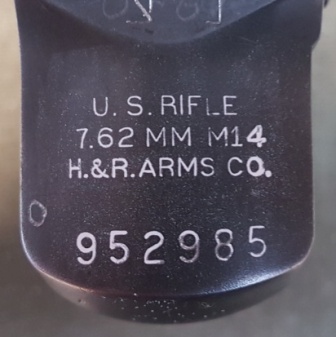 U.S. RIFLE
7.62 MM M14
H.&R. ARMS CO.
952985